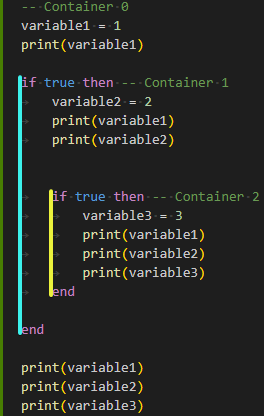 -- Container 0
variable1 = 1
print(variable1)
if true then -- Container 1
variable2 = 2
print(variable1)
print(variable2)
if true then -- Container 2
variable3 = 3
print(variable1)
print(variable2)
print(variable3)
end
end
print(variable1)
print(variable2)
print(variable3)